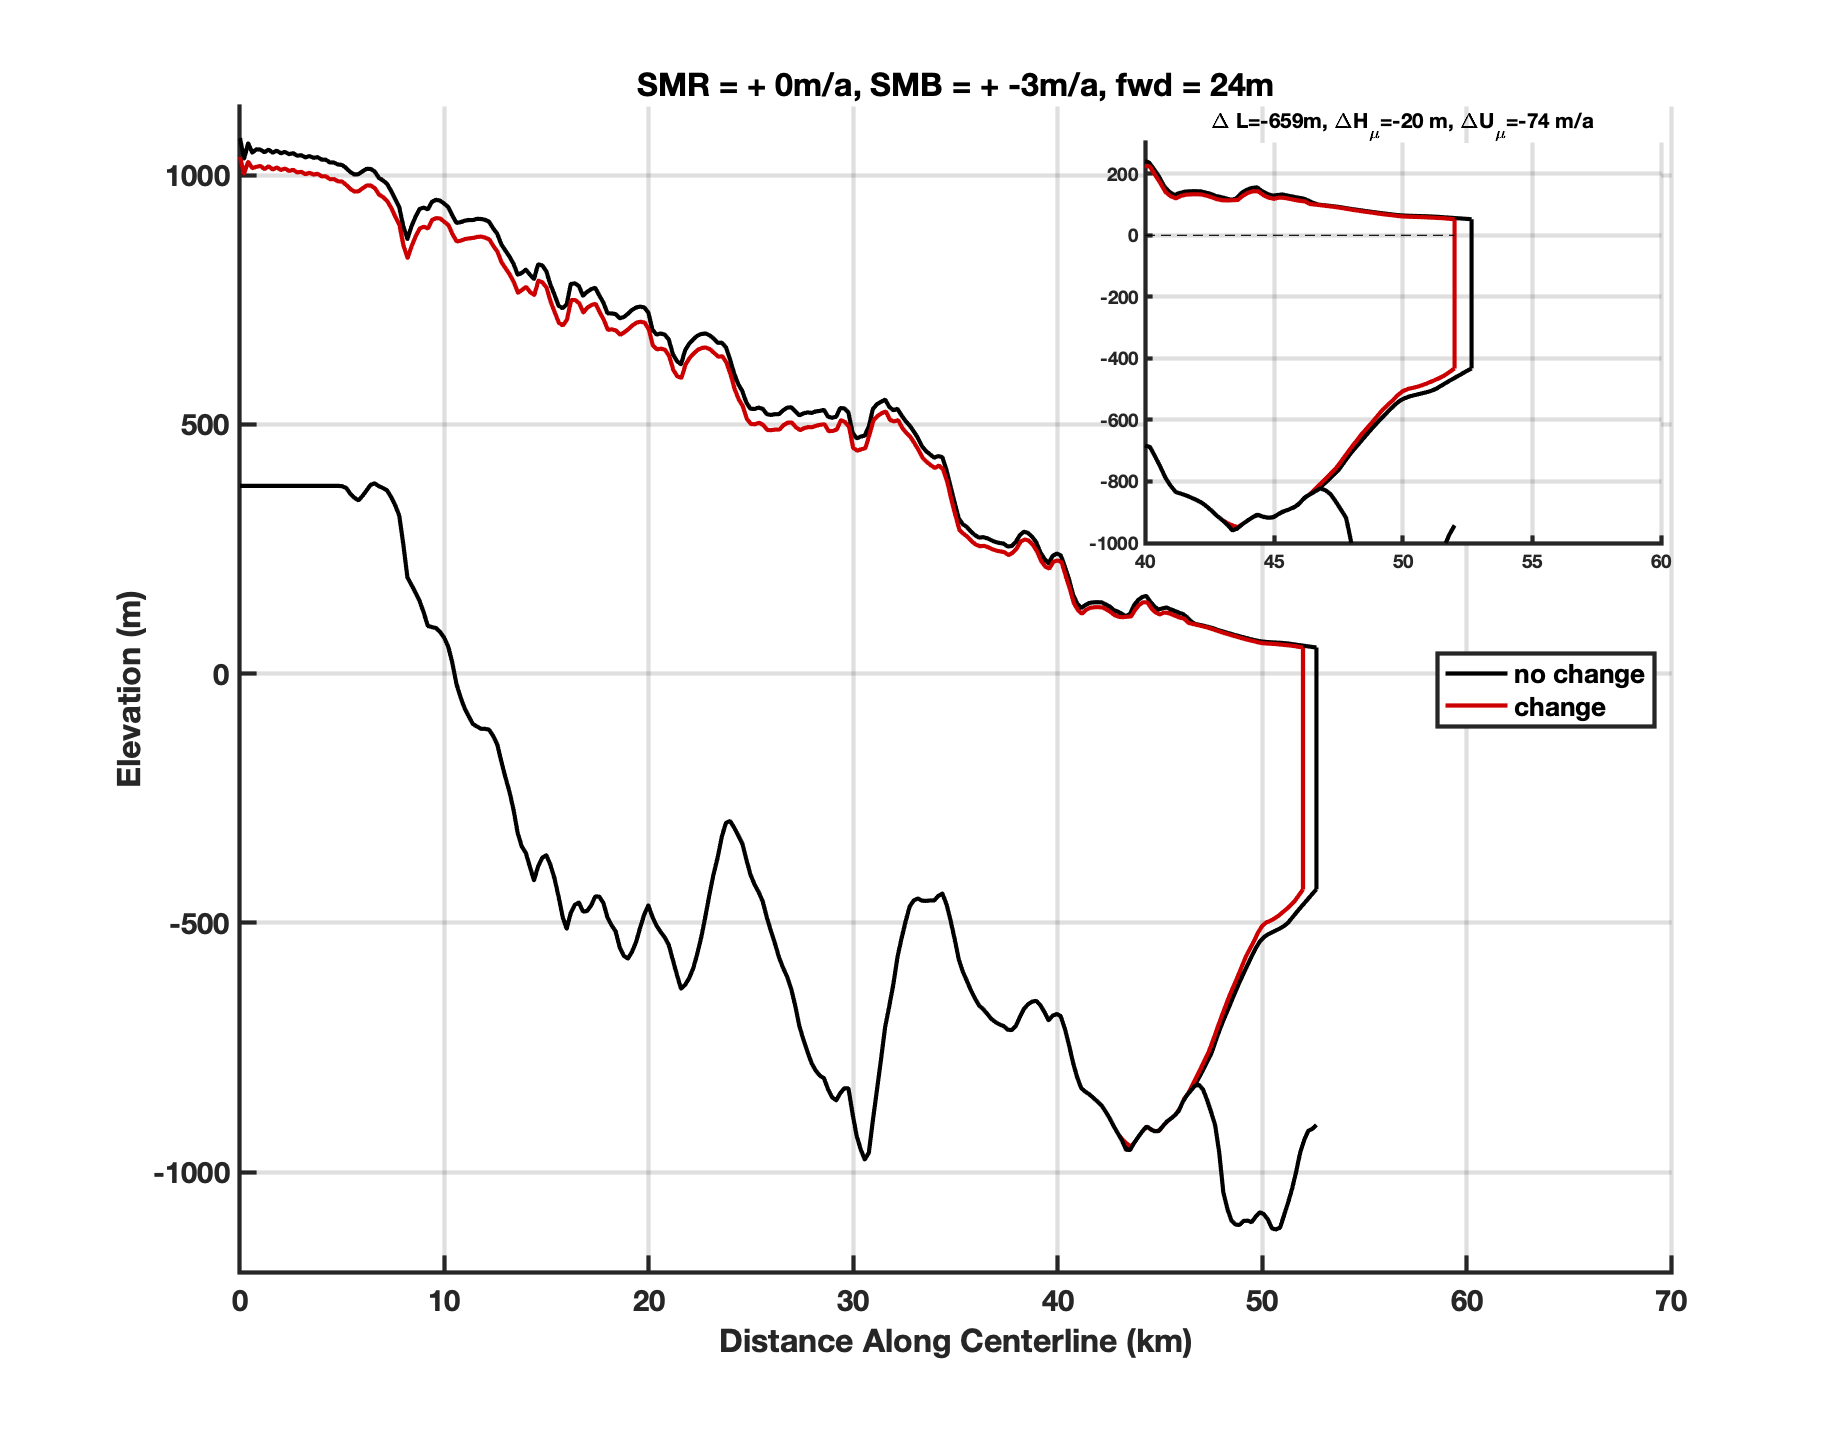 SMR = + 0m/a, SMB = + -3m/a, fwd = 24m
Δ L=-659m, ΔHμ=-20 m, ΔUμ=-74 m/a
200
0
-200
-400
-600
-800
-1000
40 45 50 55 60
1000
500
0
-500
-1000
Elevation (m)
no change
change
0 10 20 30 40 50 60 70
Distance Along Centerline (km)